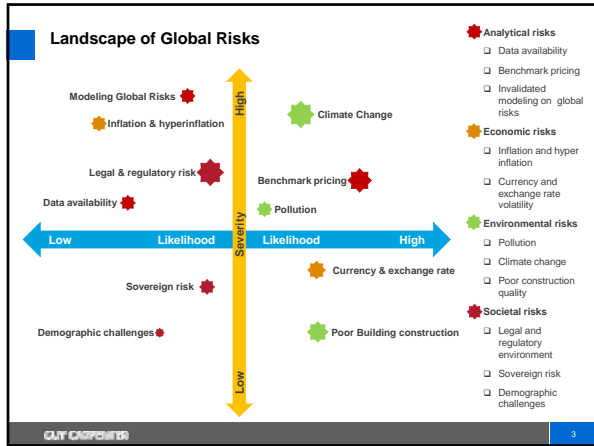 Landscape of Global Risks
Modeling Global Risks
Inflation & hyperinflation
Legal & regulatory risk
Data availability
High
Climate Change
Benchmark pricing
Pollution
Low
Likelihood
Severity
Likelihood
High
Sovereign risk
Demographic challenges
Currency & exchange rate
Poor Building construction
Low
Analytical risks
Data availability
Benchmark pricing
Invalidated
modeling on global
risks
Economic risks
Inflation and hyper
inflation
Currency and
exchange rate
volatility
Environmental risks
Pollution
Climate change
Poor construction
quality
Societal risks
Legal and
regulatory
environment
Sovereign risk
Demographic
challenges
GUY CARPENTER
3